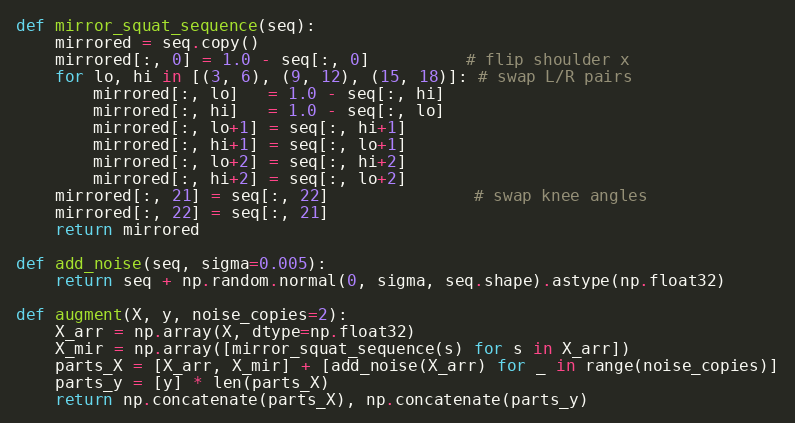 def mirror_squat_sequence(seq):
    mirrored = seq.copy()
    mirrored[:, 0] = 1.0 - seq[:, 0]          # flip shoulder x
    for lo, hi in [(3, 6), (9, 12), (15, 18)]: # swap L/R pairs
        mirrored[:, lo]   = 1.0 - seq[:, hi]
        mirrored[:, hi]   = 1.0 - seq[:, lo]
        mirrored[:, lo+1] = seq[:, hi+1]
        mirrored[:, hi+1] = seq[:, lo+1]
        mirrored[:, lo+2] = seq[:, hi+2]
        mirrored[:, hi+2] = seq[:, lo+2]
    mirrored[:, 21] = seq[:, 22]               # swap knee angles
    mirrored[:, 22] = seq[:, 21]
    return mirrored

def add_noise(seq, sigma=0.005):
    return seq + np.random.normal(0, sigma, seq.shape).astype(np.float32)

def augment(X, y, noise_copies=2):
    X_arr = np.array(X, dtype=np.float32)
    X_mir = np.array([mirror_squat_sequence(s) for s in X_arr])
    parts_X = [X_arr, X_mir] + [add_noise(X_arr) for _ in range(noise_copies)]
    parts_y = [y] * len(parts_X)
    return np.concatenate(parts_X), np.concatenate(parts_y)